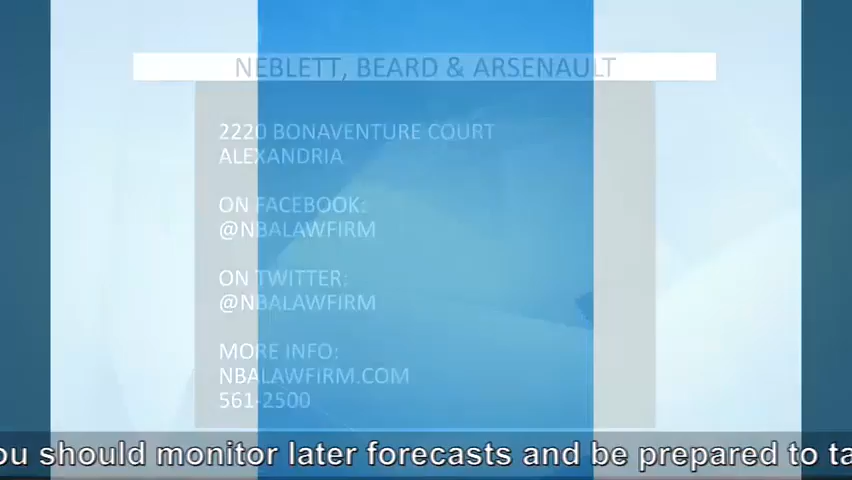 NEBLETT, BEARD & ARSENAULT
2220 BONAVENTURE COURT
ALEXANDRIA
ON FACEBOOK:
@NBALAWFIRM
ON TWITTER:
@NBALAWFIRM
MORE INFO:
NBALAWFIRM.COM
561-2500
ou should monitor later forecasts and be prepared to ta